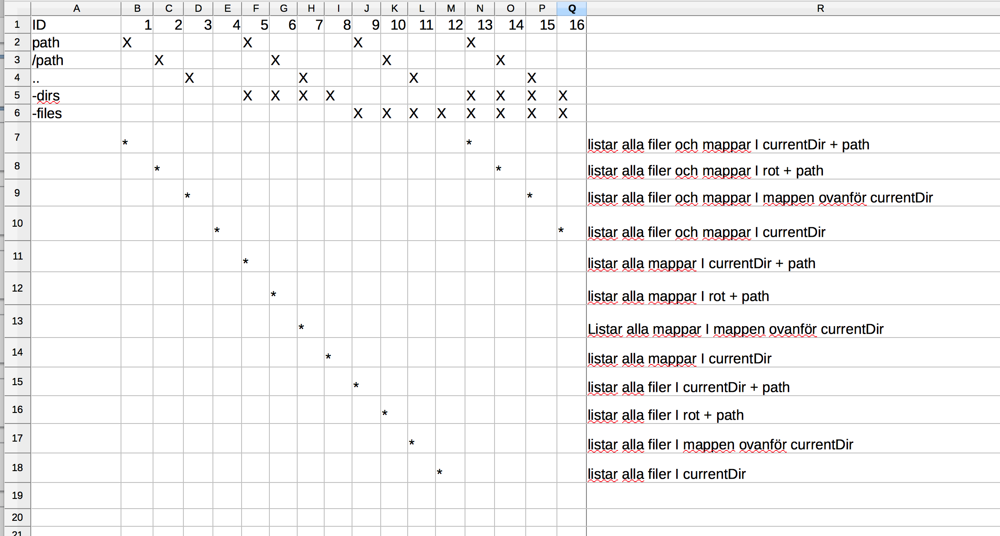 A B C D E F G H I J K L M N O P Q R
1 ID 1 2 3 4 5 6 7 8 9 10 11 12 13 14 15 16
2 path X X X X
3 /path X X X X
4 .. X X X X
5 -dirs X X X X X X X X
6 -files X X X X X X X X
7 * * listar alla filer och mappar I currentDir + path
8 * * listar alla filer och mappar I rot + path
9 * * listar alla filer och mappar I mappen ovanför currentDir
10 * * listar alla filer och mappar I currentDir
11 * listar alla mappar I currentDir + path
12 * listar alla mappar I rot + path
13 * Listar alla mappar I mappen ovanför currentDir
14 * listar alla mappar I currentDir
15 * listar alla filer I currentDir + path
16 * listar alla filer I rot + path
17 * listar alla filer I mappen ovanför currentDir
18 * listar alla filer I currentDir
19
20
21